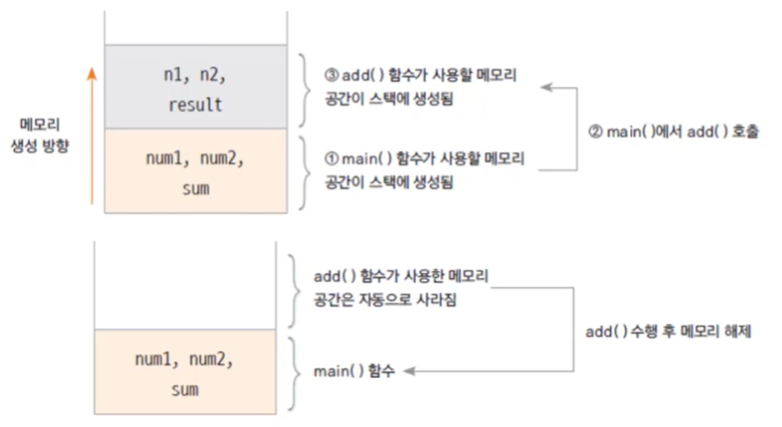 n1, n2,
result
③ add( ) 함수가 사용할 메모리
공간이 스택에 생성됨
메모리
생성 방향
② main( )에서 add( ) 호출
num1, num2,
sum
① main( ) 함수가 사용할 메모리
공간이 스택에 생성됨
add( ) 함수가 사용한 메모리
공간은 자동으로 사라짐
add( ) 수행 후 메모리 해제
num1, num2,
sum
main( ) 함수